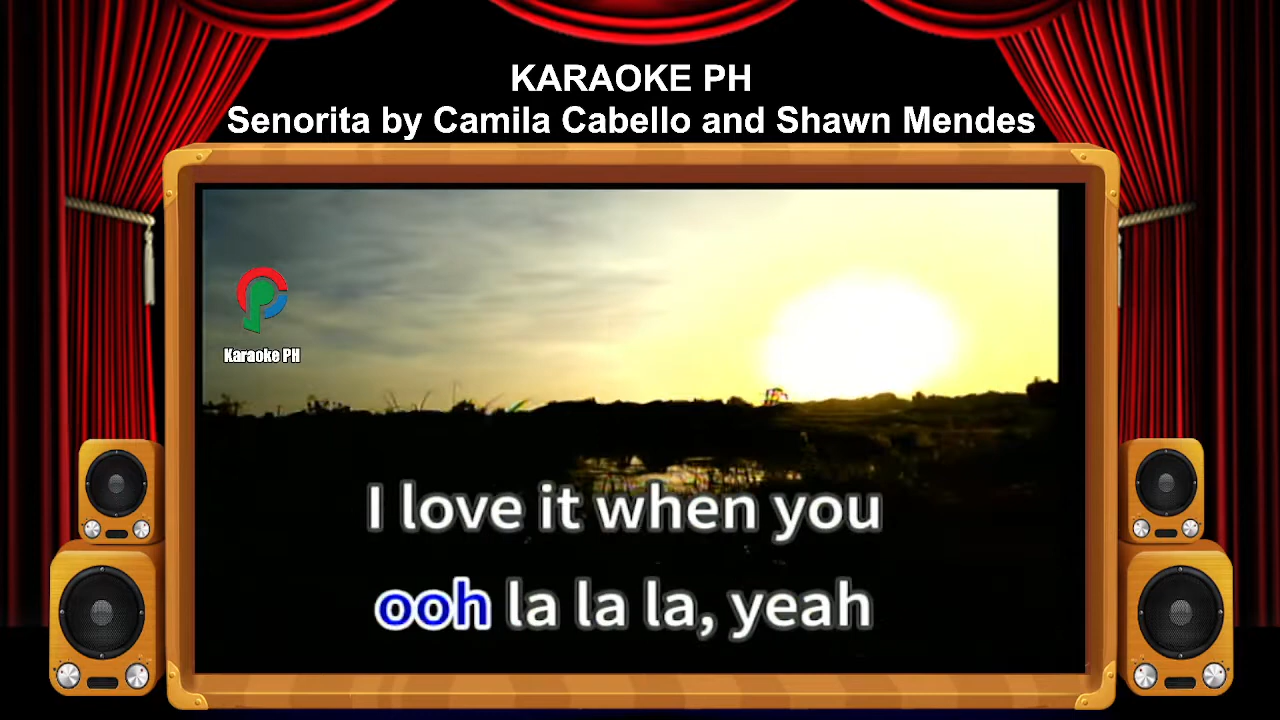 KARAOKE PH
Senorita by Camila Cabello and Shawn Mendes
Karaoke PH
I love it when you
ooh la la la, yeah